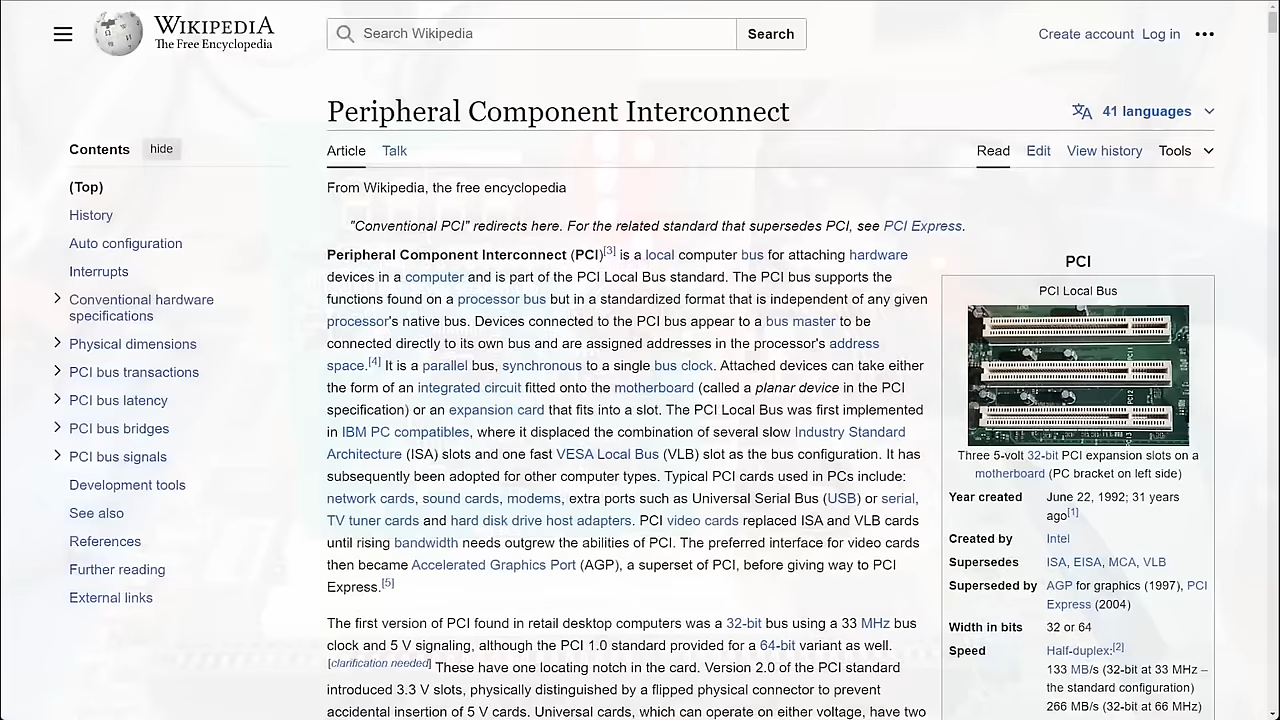 WIKIPEDIA
The Free Encyclopedia
Search Wikipedia
Search
Create account Log in
Peripheral Component Interconnect
41 languages
Article Talk
Read Edit View history Tools
Contents hide
(Top)
History
Auto configuration
Interrupts
Conventional hardware
specifications
Physical dimensions
PCI bus transactions
PCI bus latency
PCI bus bridges
PCI bus signals
Development tools
See also
References
Further reading
External links
From Wikipedia, the free encyclopedia
"Conventional PCI" redirects here. For the related standard that supersedes PCI, see PCI Express.
Peripheral Component Interconnect (PCI)[3] is a local computer bus for attaching hardware
devices in a computer and is part of the PCI Local Bus standard. The PCI bus supports the
functions found on a processor bus but in a standardized format that is independent of any given
processor's native bus. Devices connected to the PCI bus appear to a bus master to be
connected directly to its own bus and are assigned addresses in the processor's address
space.[4] It is a parallel bus, synchronous to a single bus clock. Attached devices can take either
the form of an integrated circuit fitted onto the motherboard (called a planar device in the PCI
specification) or an expansion card that fits into a slot. The PCI Local Bus was first implemented
in IBM PC compatibles, where it displaced the combination of several slow Industry Standard
Architecture (ISA) slots and one fast VESA Local Bus (VLB) slot as the bus configuration. It has
subsequently been adopted for other computer types. Typical PCI cards used in PCs include:
network cards, sound cards, modems, extra ports such as Universal Serial Bus (USB) or serial,
TV tuner cards and hard disk drive host adapters. PCI video cards replaced ISA and VLB cards
until rising bandwidth needs outgrew the abilities of PCI. The preferred interface for video cards
then became Accelerated Graphics Port (AGP), a superset of PCI, before giving way to PCI
Express.[5]
The first version of PCI found in retail desktop computers was a 32-bit bus using a 33 MHz bus
clock and 5 V signaling, although the PCI 1.0 standard provided for a 64-bit variant as well.
[clarification needed] These have one locating notch in the card. Version 2.0 of the PCI standard
introduced 3.3 V slots, physically distinguished by a flipped physical connector to prevent
accidental insertion of 5 V cards. Universal cards, which can operate on either voltage, have two
PCI
PCI Local Bus
Three 5-volt 32-bit PCI expansion slots on a
motherboard (PC bracket on left side)
Year created June 22, 1992; 31 years
ago[1]
Created by Intel
Supersedes ISA, EISA, MCA, VLB
Superseded by AGP for graphics (1997), PCI
Express (2004)
Width in bits 32 or 64
Speed Half-duplex:[2]
133 MB/s (32-bit at 33 MHz –
the standard configuration)
266 MB/s (32-bit at 66 MHz)